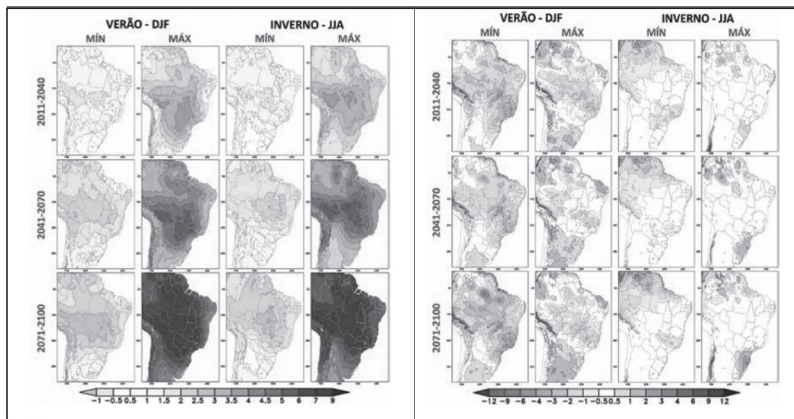 VERÃO - DJF
INVERNO - JJA
MÍN
MÁX
MÍN
MÁX
2011-2040
2041-2070
2071-2100
-1 -0.5 0.5 1 1.5 2 3 3.5 4.5 5 6 7 9
VERÃO - DJF
INVERNO - JJA
MÍN
MÁX
MÍN
MÁX
2011-2040
2041-2070
2071-2100
-12 -9 -6 -4 -3 -2 -1 -0.5 0.5 1 2 3 4 6 9 12